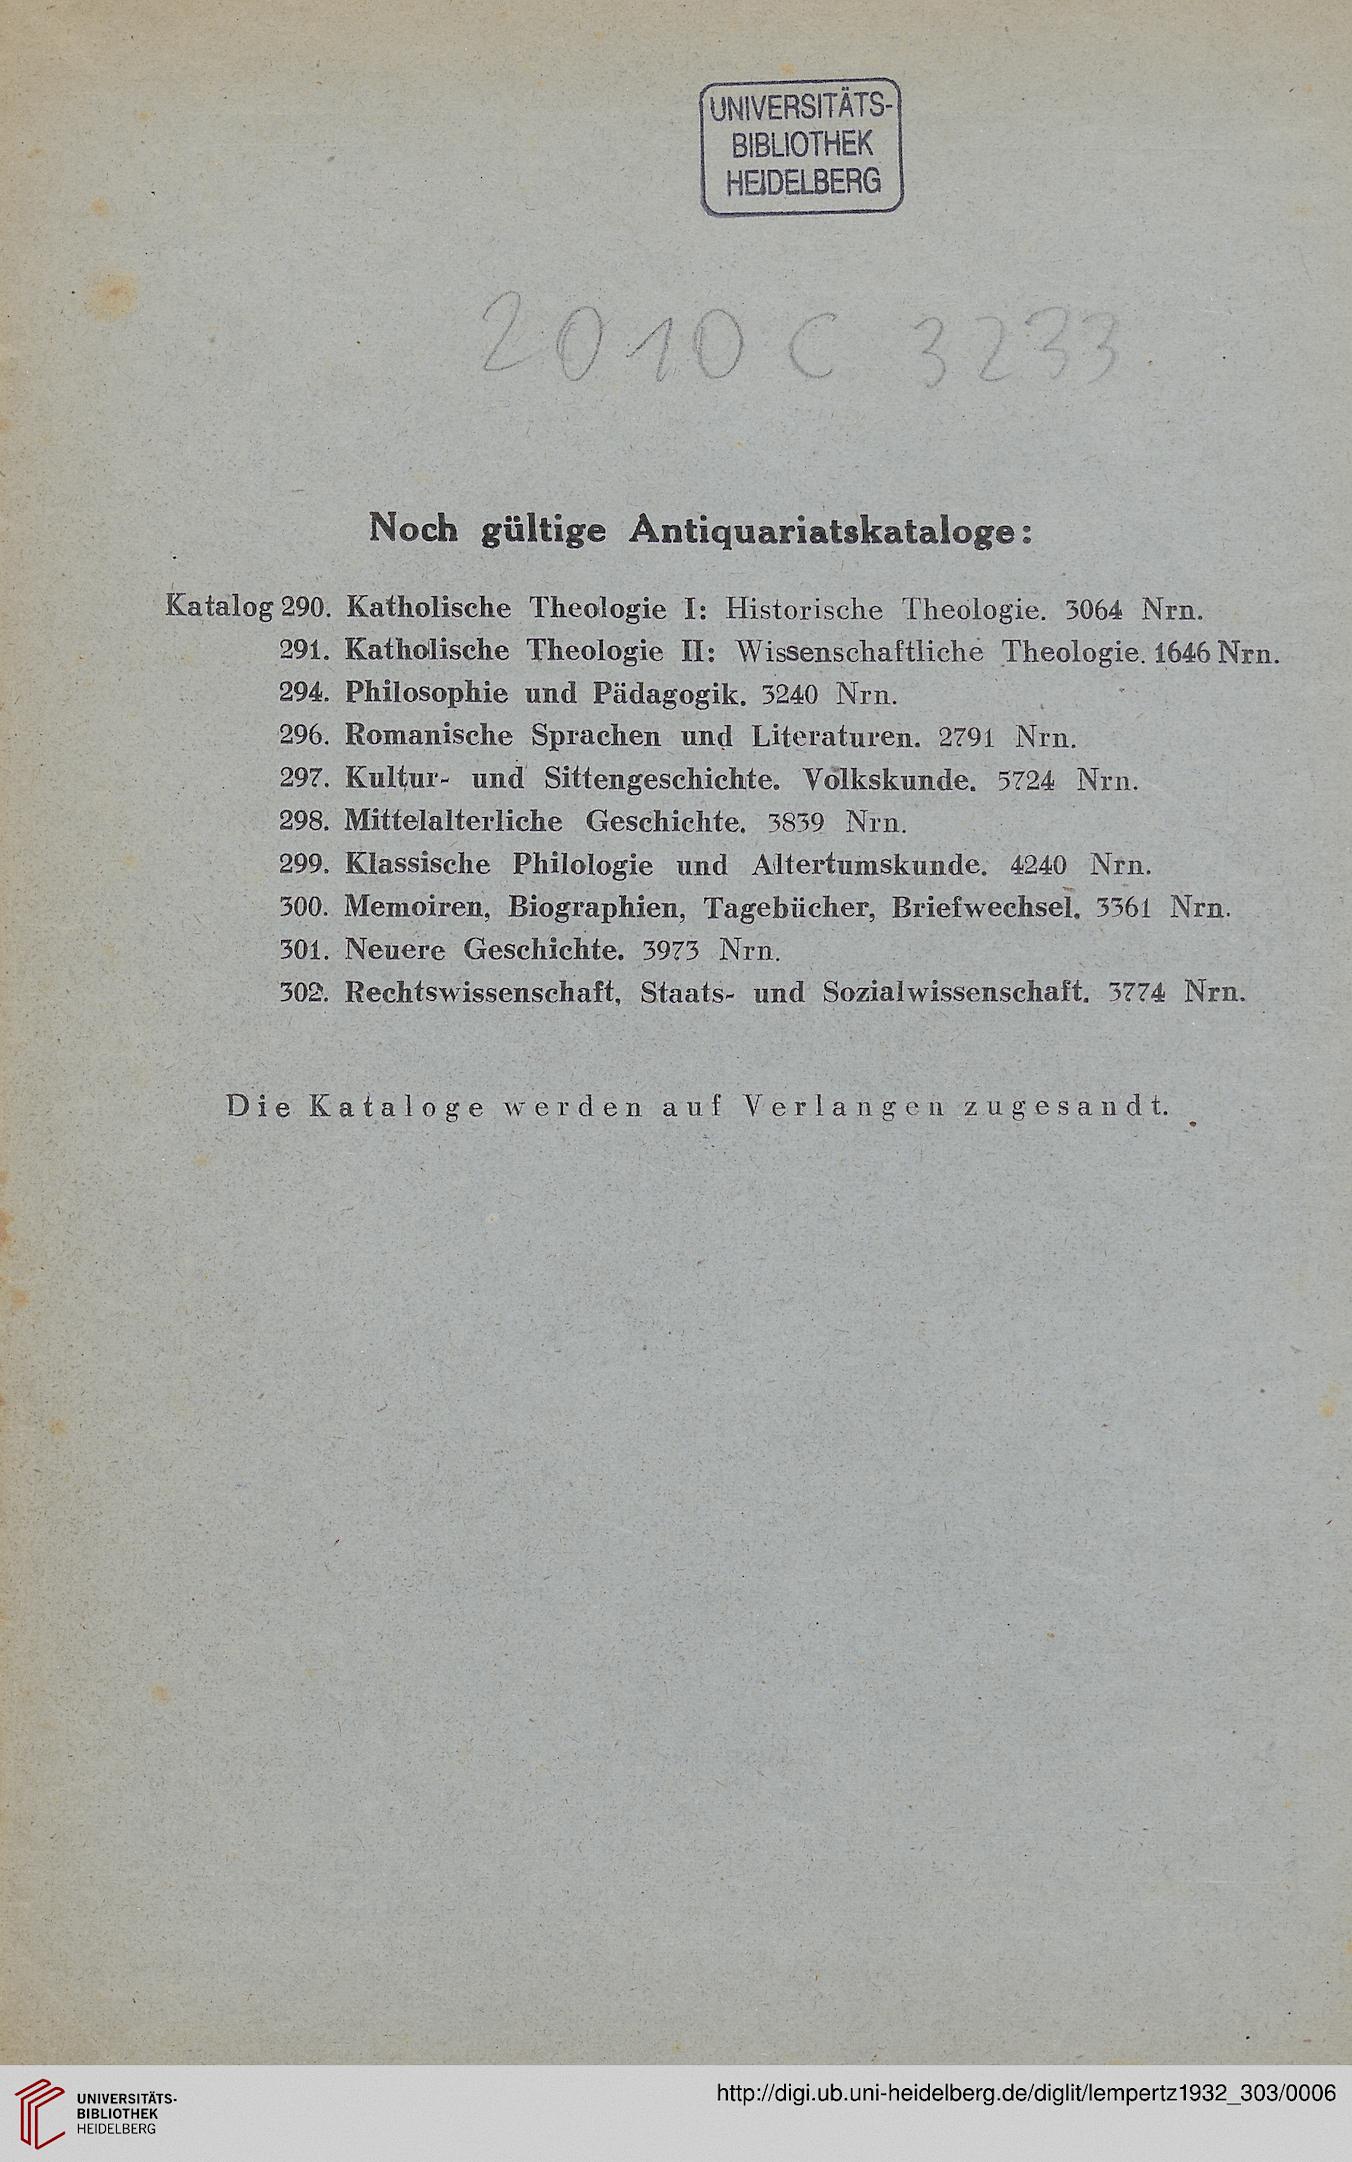 UNIVERSITÄTS-
BIBLIOTHEK
HEIDELBERG
2010 C 3233
Noch gültige Antiquariatskataloge:
Katalog 290. Katholische Theologie I: Historische Theologie. 3064 Nrn.
291. Katholische Theologie II: Wissenschaftliche Theologie. 1646 Nrn.
294. Philosophie und Pädagogik. 3240 Nrn.
296. Romanische Sprachen und Literaturen. 2791 Nrn.
297. Kultur- und Sittengeschichte. Volkskunde. 5724 Nrn.
298. Mittelalterliche Geschichte. 3839 Nrn.
299. Klassische Philologie und Altertumskunde. 4240 Nrn.
300. Memoiren, Biographien, Tagebücher, Briefwechsel. 3361 Nrn.
301. Neuere Geschichte. 3973 Nrn.
302. Rechtswissenschaft, Staats- und Sozialwissenschaft. 3774 Nrn.
Die Kataloge werden auf Verlangen zugesandt.
UNIVERSITÄTS-
BIBLIOTHEK
HEIDELBERG
http://digi.ub.uni-heidelberg.de/diglit/lempertz1932_303/0006